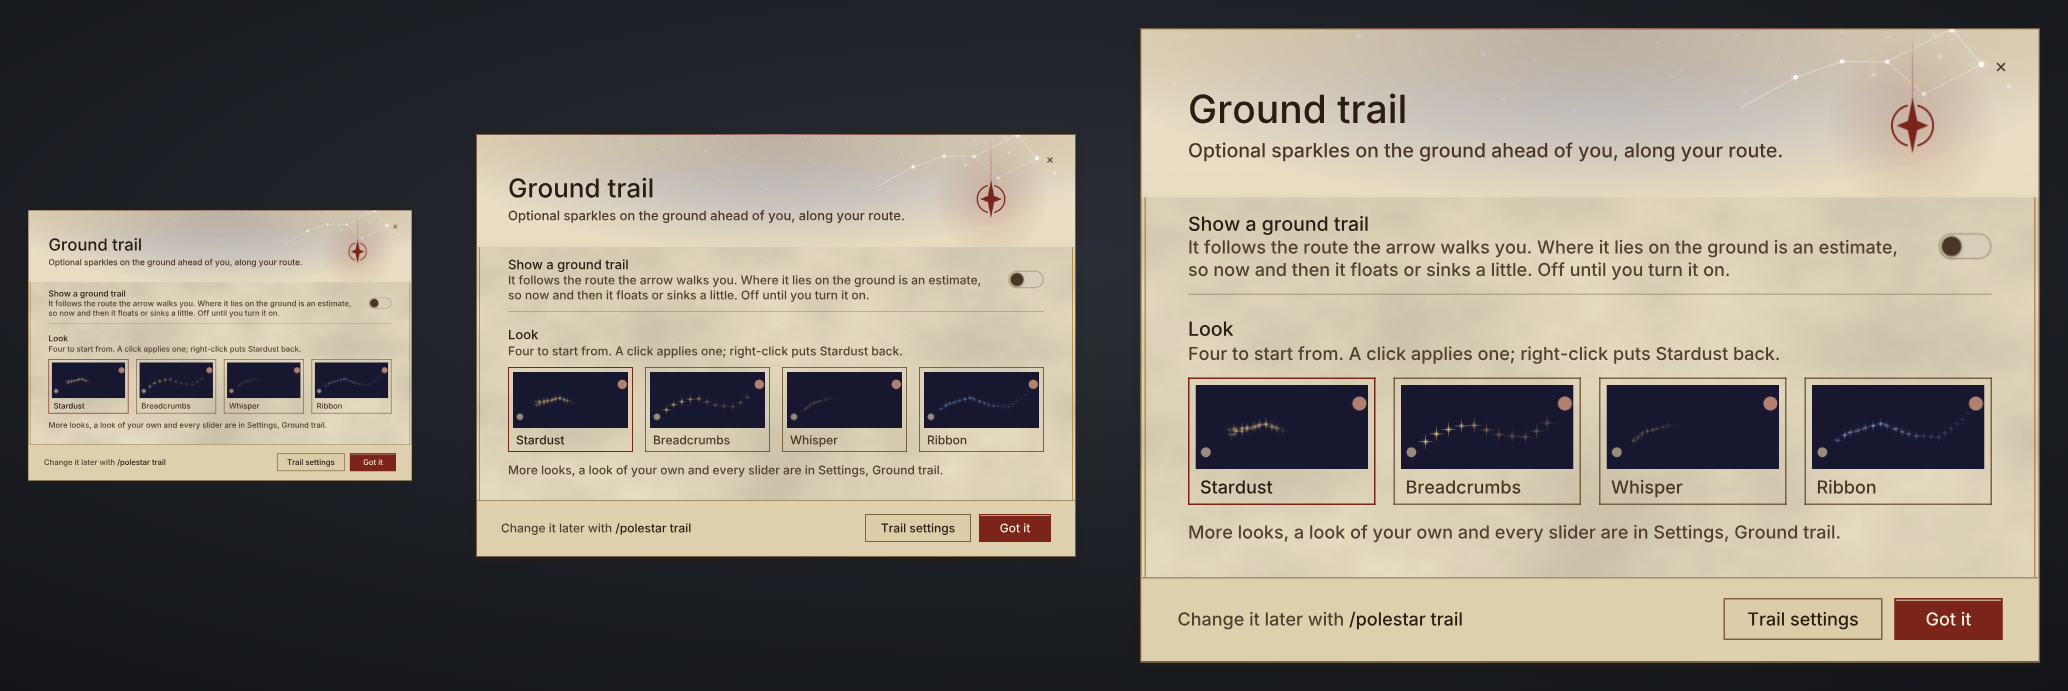 Ground trail
Optional sparkles on the ground ahead of you, along your route.
Show a ground trail
It follows the route the arrow walks you. Where it lies on the ground is an estimate,
so now and then it floats or sinks a little. Off until you turn it on.
Look
Four to start from. A click applies one; right-click puts Stardust back.
Stardust
Breadcrumbs
Whisper
Ribbon
More looks, a look of your own and every slider are in Settings, Ground trail.
Change it later with /polestar trail
Trail settings
Got it
Ground trail
Optional sparkles on the ground ahead of you, along your route.
Show a ground trail
It follows the route the arrow walks you. Where it lies on the ground is an estimate,
so now and then it floats or sinks a little. Off until you turn it on.
Look
Four to start from. A click applies one; right-click puts Stardust back.
Stardust
Breadcrumbs
Whisper
Ribbon
More looks, a look of your own and every slider are in Settings, Ground trail.
Change it later with /polestar trail
Trail settings
Got it
Ground trail
Optional sparkles on the ground ahead of you, along your route.
Show a ground trail
It follows the route the arrow walks you. Where it lies on the ground is an estimate,
so now and then it floats or sinks a little. Off until you turn it on.
Look
Four to start from. A click applies one; right-click puts Stardust back.
Stardust
Breadcrumbs
Whisper
Ribbon
More looks, a look of your own and every slider are in Settings, Ground trail.
Change it later with /polestar trail
Trail settings
Got it